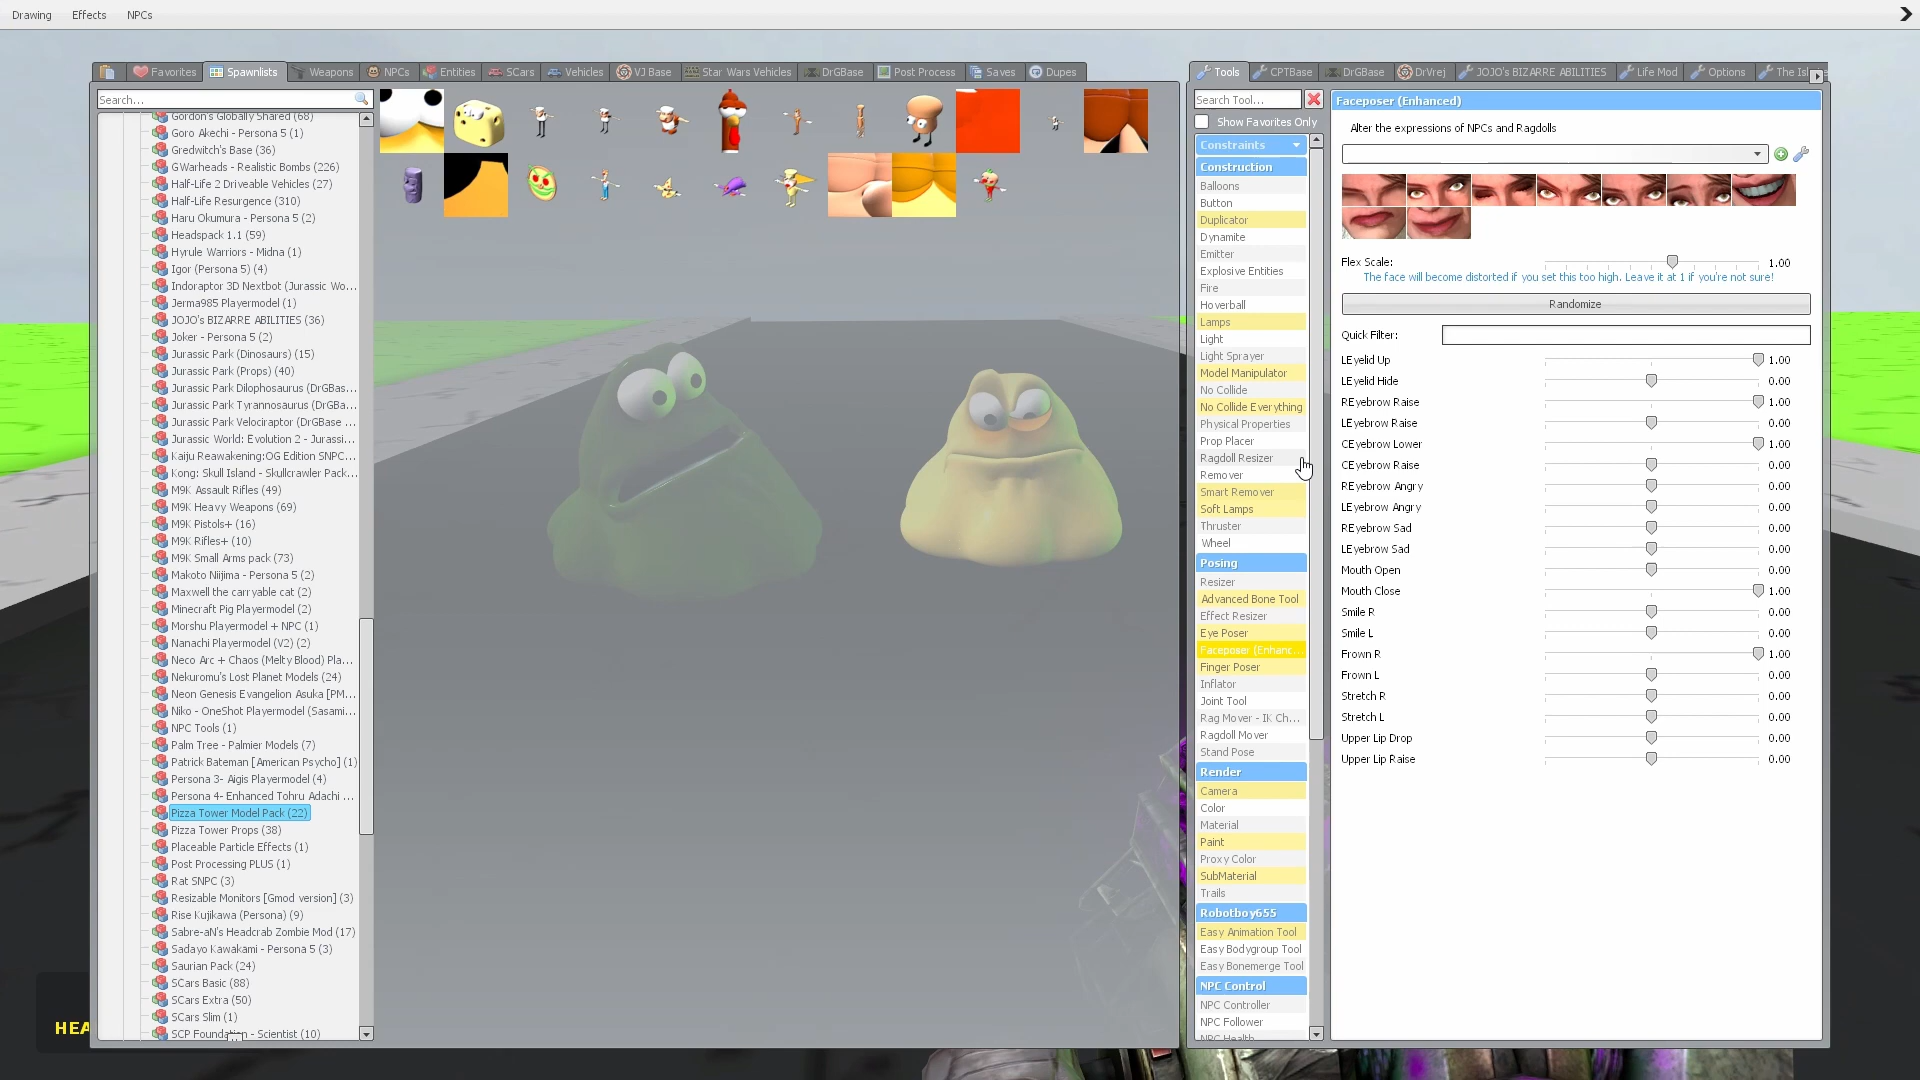 Drawing Effects NPCs
Favorites Spawnlists Weapons NPCs Entities SCars Vehicles VJ Base Star Wars Vehicles DrGBase Post Process Saves Dupes
Search...
Gordon's Globally Shared (68)
Goro Akechi - Persona 5 (1)
Gredwitch's Base (36)
GWarheads - Realistic Bombs (226)
Half-Life 2 Driveable Vehicles (27)
Half-Life Resurgence (310)
Haru Okumura - Persona 5 (2)
Headspack 1.1 (59)
Hyrule Warriors - Midna (1)
Igor (Persona 5) (4)
Indoraptor 3D Nextbot (Jurassic Wo...
Jerma985 Playermodel (1)
JOJO's BIZARRE ABILITIES (36)
Joker - Persona 5 (2)
Jurassic Park (Dinosaurs) (15)
Jurassic Park (Props) (40)
Jurassic Park Dilophosaurus (DrGBas...
Jurassic Park Tyrannosaurus (DrGBa...
Jurassic Park Velociraptor (DrGBase ...
Jurassic World: Evolution 2 - Jurassi...
Kaiju Reawakening:OG Edition SNPC...
Kong: Skull Island - Skullcrawler Pack...
M9K Assault Rifles (49)
M9K Heavy Weapons (69)
M9K Pistols+ (16)
M9K Rifles+ (10)
M9K Small Arms pack (73)
Makoto Niijima - Persona 5 (2)
Maxwell the carryable cat (2)
Minecraft Pig Playermodel (2)
Morshu Playermodel + NPC (1)
Nanachi Playermodel (V2) (2)
Neco Arc + Chaos (Melty Blood) Pla...
Nekuromu's Lost Planet Models (24)
Neon Genesis Evangelion Asuka [PM...
Niko - OneShot Playermodel (Sasami...
NPC Tools (1)
Palm Tree - Palmier Models (7)
Patrick Bateman [American Psycho] (1)
Persona 3- Aigis Playermodel (4)
Persona 4- Enhanced Tohru Adachi ...
Pizza Tower Model Pack (22)
Pizza Tower Props (38)
Placeable Particle Effects (1)
Post Processing PLUS (1)
Rat SNPC (3)
Resizable Monitors [Gmod version] (3)
Rise Kujikawa (Persona) (9)
Sabre-aN's Headcrab Zombie Mod (17)
Sadayo Kawakami - Persona 5 (3)
Saurian Pack (24)
SCars Basic (88)
SCars Extra (50)
SCars Slim (1)
SCP Foundation - Scientist (10)
HEA
Tools CPTBase DrGBase DrVrej JOJO's BIZARRE ABILITIES Life Mod Options The Isl
Search Tool...
Show Favorites Only
Constraints
Construction
Balloons
Button
Duplicator
Dynamite
Emitter
Explosive Entities
Fire
Hoverball
Lamps
Light
Light Sprayer
Model Manipulator
No Collide
No Collide Everything
Physical Properties
Prop Placer
Ragdoll Resizer
Remover
Smart Remover
Soft Lamps
Thruster
Wheel
Posing
Resizer
Advanced Bone Tool
Effect Resizer
Eye Poser
Faceposer (Enhanc...
Finger Poser
Inflator
Joint Tool
Rag Mover - IK Ch...
Ragdoll Mover
Stand Pose
Render
Camera
Color
Material
Paint
Proxy Color
SubMaterial
Trails
Robotboy655
Easy Animation Tool
Easy Bodygroup Tool
Easy Bonemerge Tool
NPC Control
NPC Controller
NPC Follower
NPC Health
Faceposer (Enhanced)
Alter the expressions of NPCs and Ragdolls
Flex Scale: 1.00
The face will become distorted if you set this too high. Leave it at 1 if you're not sure!
Randomize
Quick Filter:
LEyelid Up 1.00
LEyelid Hide 0.00
REyebrow Raise 1.00
LEyebrow Raise 0.00
CEyebrow Lower 1.00
CEyebrow Raise 0.00
REyebrow Angry 0.00
LEyebrow Angry 0.00
REyebrow Sad 0.00
LEyebrow Sad 0.00
Mouth Open 0.00
Mouth Close 1.00
Smile R 0.00
Smile L 0.00
Frown R 1.00
Frown L 0.00
Stretch R 0.00
Stretch L 0.00
Upper Lip Drop 0.00
Upper Lip Raise 0.00